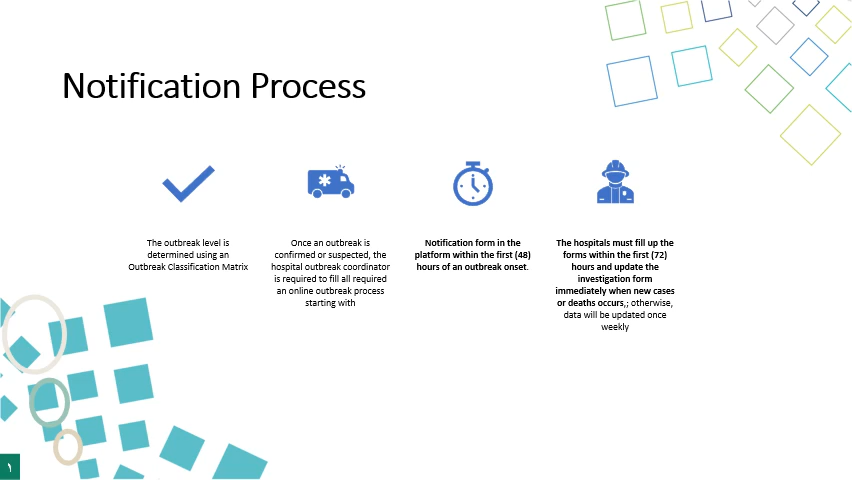 Notification Process
The outbreak level is
determined using an
Outbreak Classification Matrix
Once an outbreak is
confirmed or suspected, the
hospital outbreak coordinator
is required to fill all required
an online outbreak process
starting with
Notification form in the
platform within the first (48)
hours of an outbreak onset.
The hospitals must fill up the
forms within the first (72)
hours and update the
investigation form
immediately when new cases
or deaths occurs,; otherwise,
data will be updated once
weekly
١